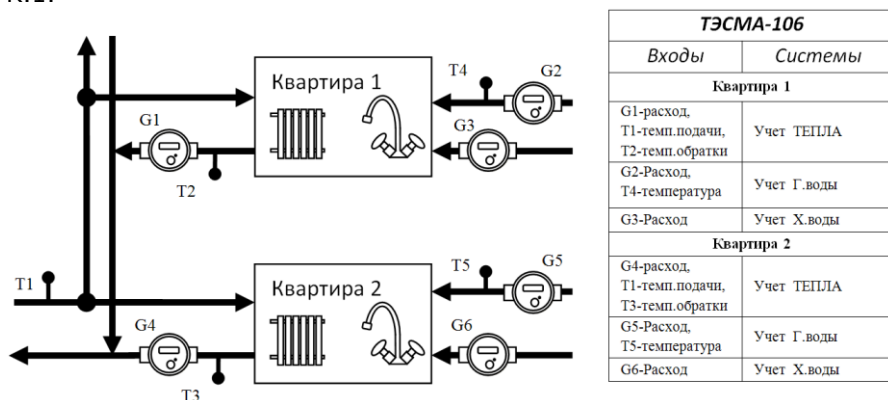 ТЭСМА-106
Входы Системы
Квартира 1
G1-расход,
T1-темп.подачи,
T2-темп.обратки
Учет ТЕПЛА
G2-Расход,
T4-температура
Учет Г.воды
G3-Расход Учет Х.воды
Квартира 2
G4-расход,
T1-темп.подачи,
T3-темп.обратки
Учет ТЕПЛА
G5-Расход,
T5-температура
Учет Г.воды
G6-Расход Учет Х.воды
Квартира 1
T4
G2
G1
G3
T2
Квартира 2
T1
T5
G5
G4
G6
T3